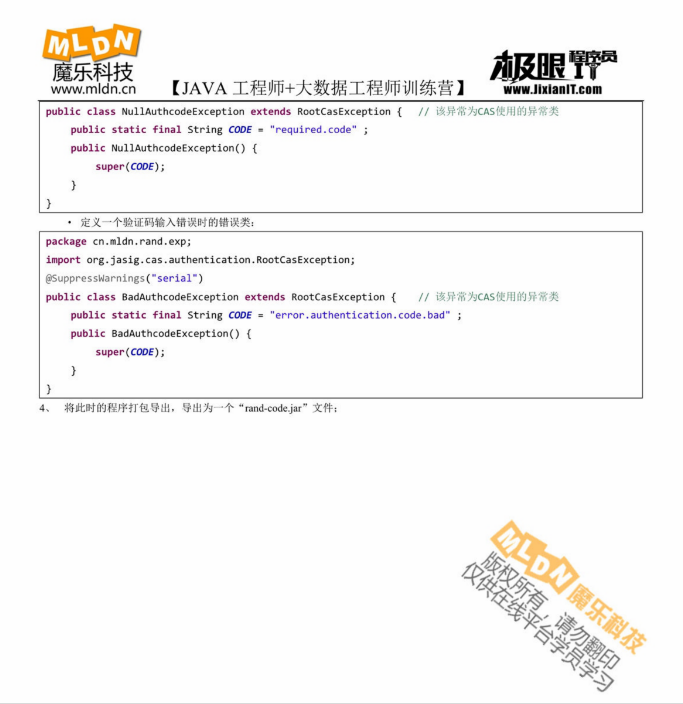 MLDN
魔乐科技
www.mldn.cn
【JAVA 工程师+大数据工程师训练营】
极限IT 程序员
www.JixianIT.com
public class NullAuthcodeException extends RootCasException { // 该异常为CAS使用的异常类
public static final String CODE = "required.code" ;
public NullAuthcodeException() {
super(CODE);
}
}
• 定义一个验证码输入错误时的错误类:
package cn.mldn.rand.exp;
import org.jasig.cas.authentication.RootCasException;
@SuppressWarnings("serial")
public class BadAuthcodeException extends RootCasException { // 该异常为CAS使用的异常类
public static final String CODE = "error.authentication.code.bad" ;
public BadAuthcodeException() {
super(CODE);
}
}
4、 将此时的程序打包导出，导出为一个“rand-code.jar”文件;
MLDN 魔乐科技
版权所有，请勿翻印
仅供在线平台学员学习